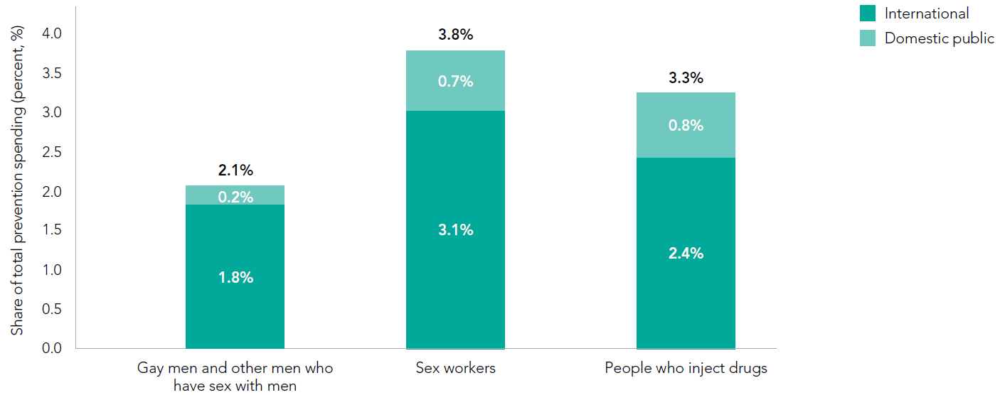 International
Domestic public
Share of total prevention spending (percent, %)
4.0
3.5
3.0
2.5
2.0
1.5
1.0
0.5
0.0
2.1%
0.2%
1.8%
3.8%
0.7%
3.1%
3.3%
0.8%
2.4%
Gay men and other men who
have sex with men
Sex workers
People who inject drugs